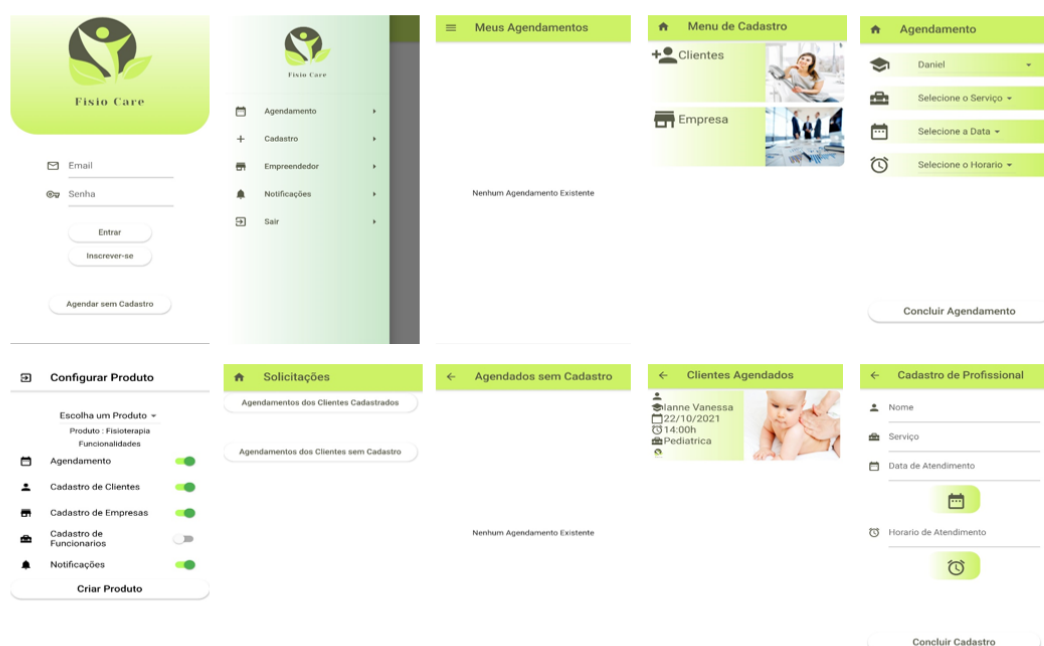 Fisio Care
Email
Senha
Entrar
Inscrever-se
Agendar sem Cadastro
Fisio Care
Agendamento
Cadastro
Empreendedor
Notificações
Sair
Meus Agendamentos
Nenhum Agendamento Existente
Menu de Cadastro
Clientes
Empresa
Agendamento
Daniel
Selecione o Serviço
Selecione a Data
Selecione o Horario
Concluir Agendamento
Configurar Produto
Escolha um Produto
Produto : Fisioterapia
Funcionalidades
Agendamento
Cadastro de Clientes
Cadastro de Empresas
Cadastro de
Funcionarios
Notificações
Criar Produto
Solicitações
Agendamentos dos Clientes Cadastrados
Agendamentos dos Clientes sem Cadastro
Agendados sem Cadastro
Nenhum Agendamento Existente
Clientes Agendados
Ianne Vanessa
22/10/2021
14:00h
Pediatrica
Cadastro de Profissional
Nome
Serviço
Data de Atendimento
Horario de Atendimento
Concluir Cadastro